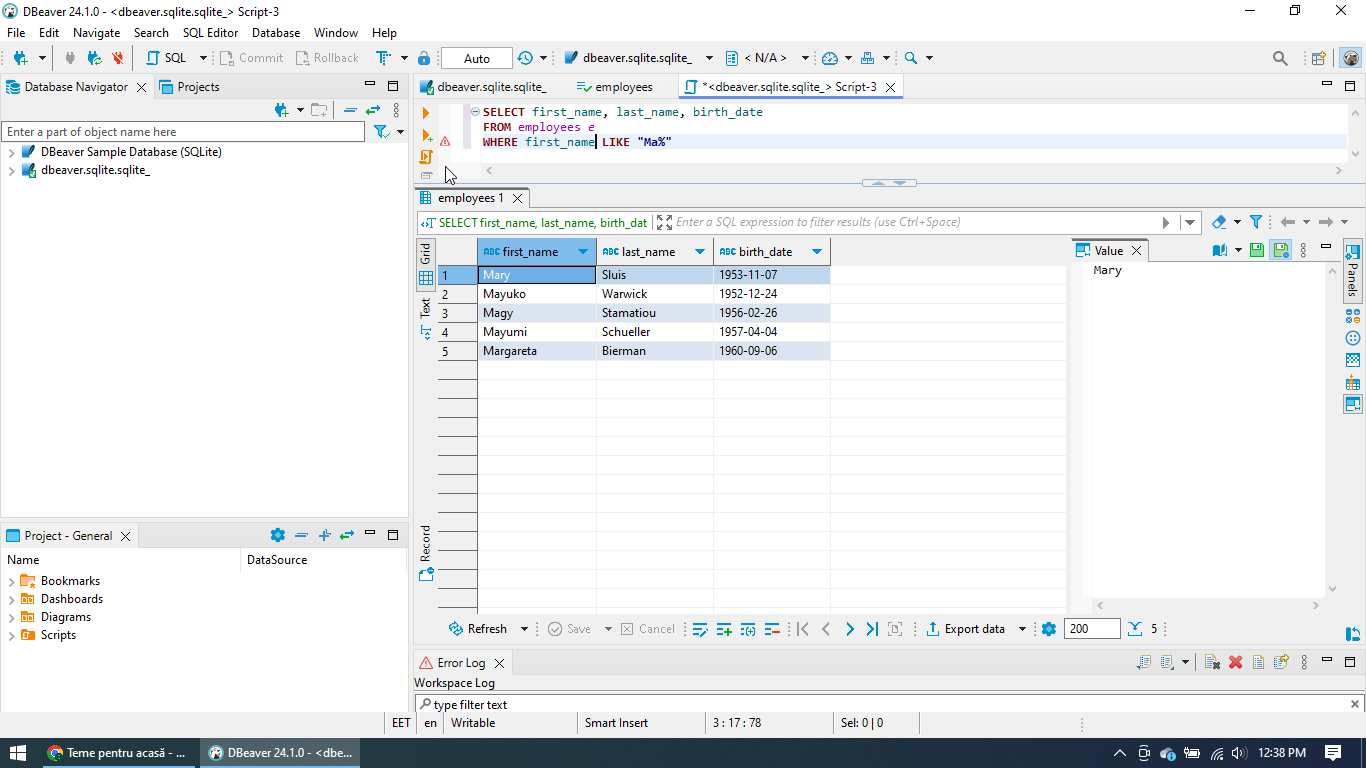 DBeaver 24.1.0 - <dbeaver.sqlite.sqlite_> Script-3
File Edit Navigate Search SQL Editor Database Window Help
SQL Commit Rollback Auto dbeaver.sqlite.sqlite_ < N/A >
Database Navigator Projects
Enter a part of object name here
DBeaver Sample Database (SQLite)
dbeaver.sqlite.sqlite_
Project - General
Name DataSource
Bookmarks
Dashboards
Diagrams
Scripts
dbeaver.sqlite.sqlite_ employees *<dbeaver.sqlite.sqlite_> Script-3
SELECT first_name, last_name, birth_date
FROM employees e
WHERE first_name LIKE "Ma%"
employees 1
SELECT first_name, last_name, birth_dat Enter a SQL expression to filter results (use Ctrl+Space)
Grid
Text
Record
ABC first_name ABC last_name ABC birth_date
1 Mary Sluis 1953-11-07
2 Mayuko Warwick 1952-12-24
3 Magy Stamatiou 1956-02-26
4 Mayumi Schueller 1957-04-04
5 Margareta Bierman 1960-09-06
Value
Mary
Panels
Refresh Save Cancel Export data 200 5
Error Log
Workspace Log
type filter text
EET en Writable Smart Insert 3 : 17 : 78 Sel: 0 | 0
Teme pentru acasă - ... DBeaver 24.1.0 - <dbe... 12:38 PM